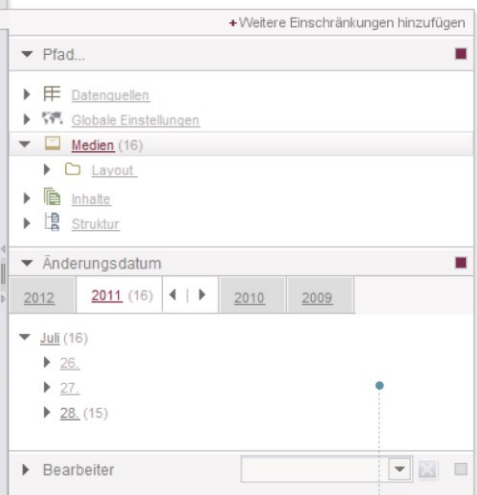 +Weitere Einschränkungen hinzufügen
Pfad...
Datenquellen
Globale Einstellungen
Medien (16)
Layout
Inhalte
Struktur
Änderungsdatum
2012 2011 (16) | 2010 2009
Juli (16)
26.
27.
28. (15)
Bearbeiter